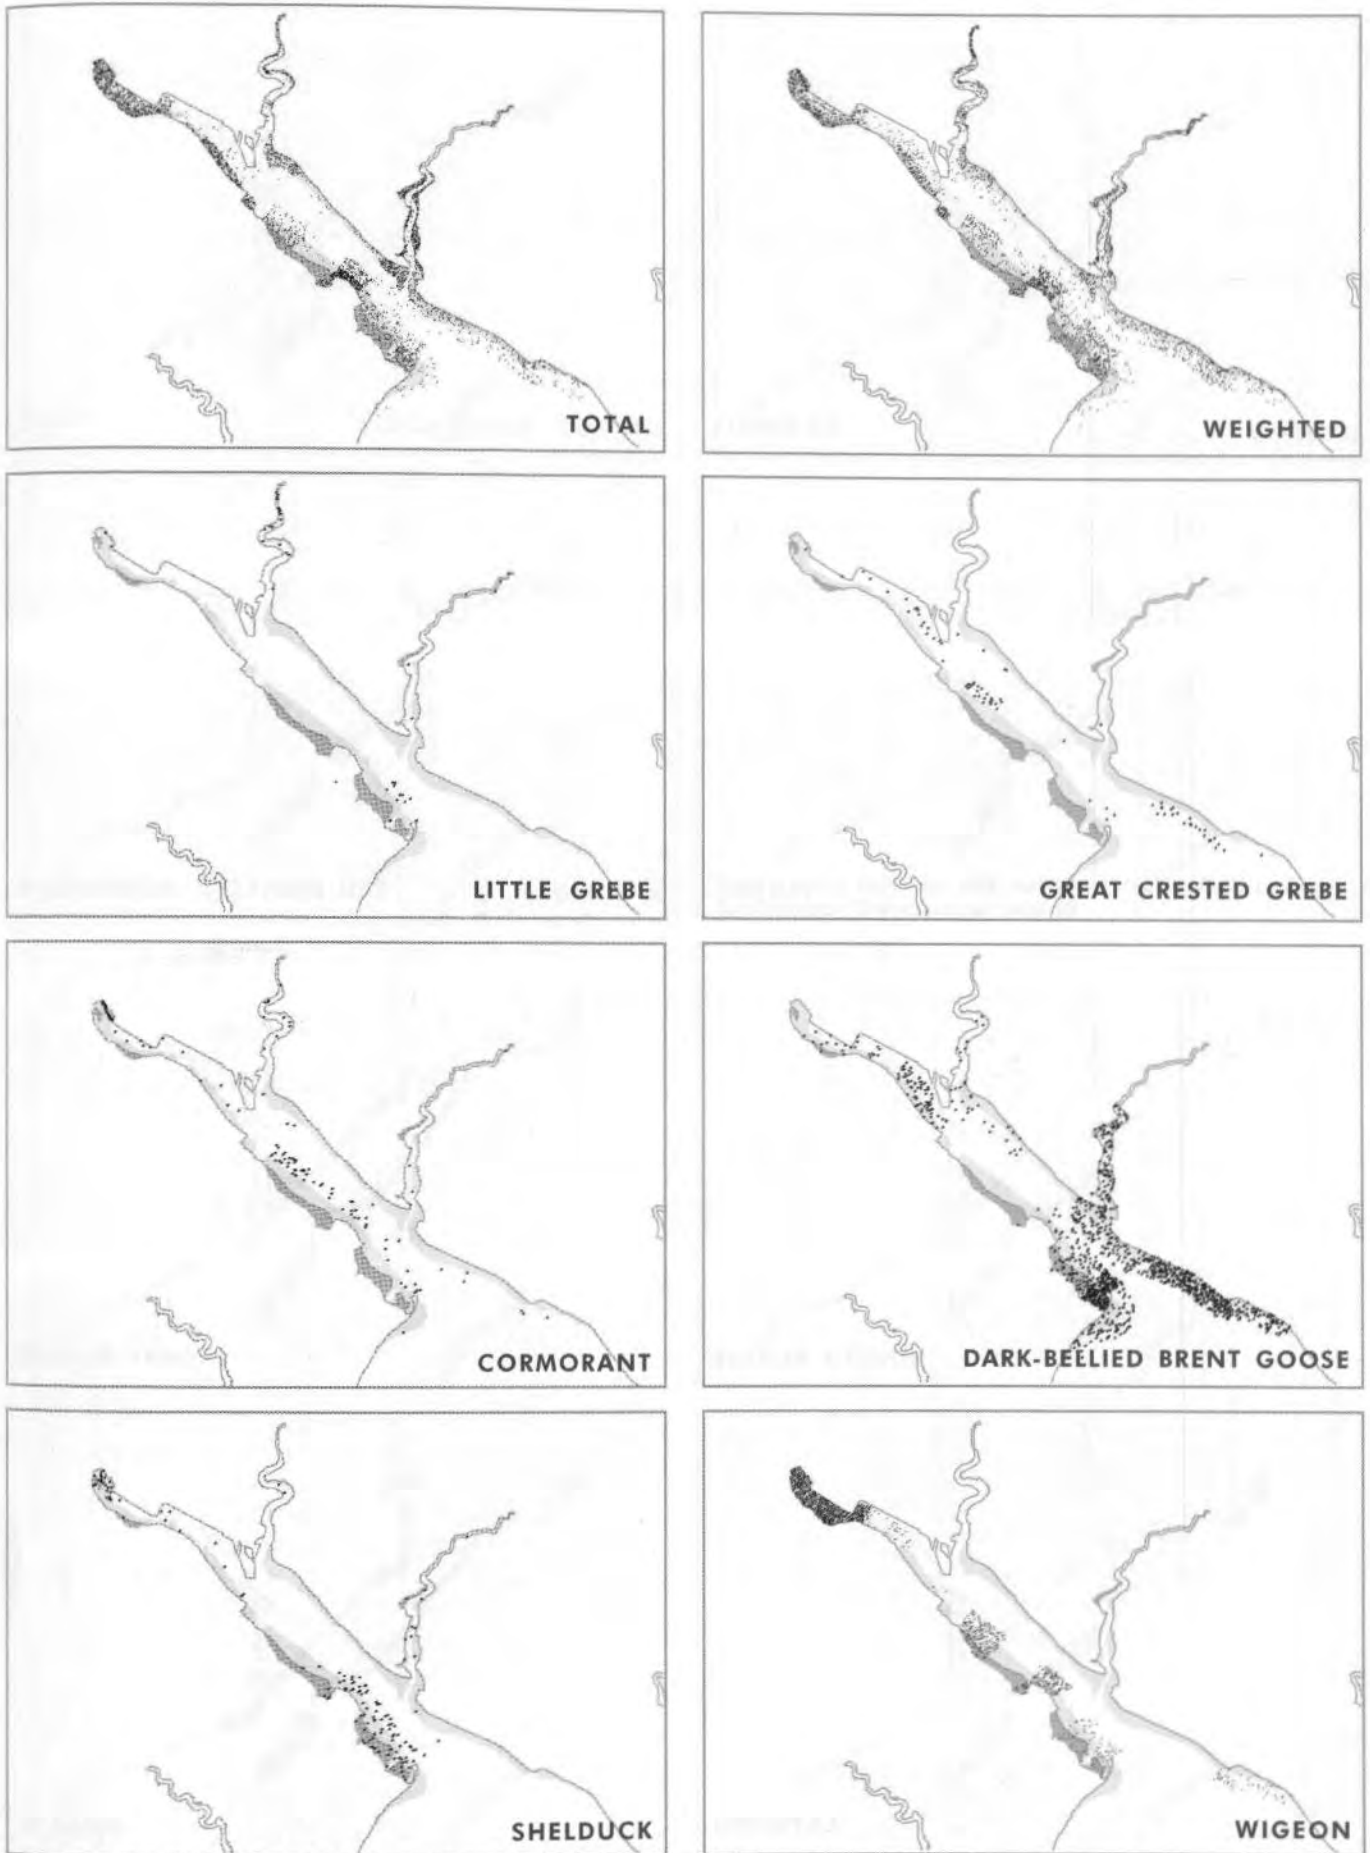 TOTAL
WEIGHTED
LITTLE GREBE
GREAT CRESTED GREBE
CORMORANT
DARK-BELLIED BRENT GOOSE
SHELDUCK
WIGEON